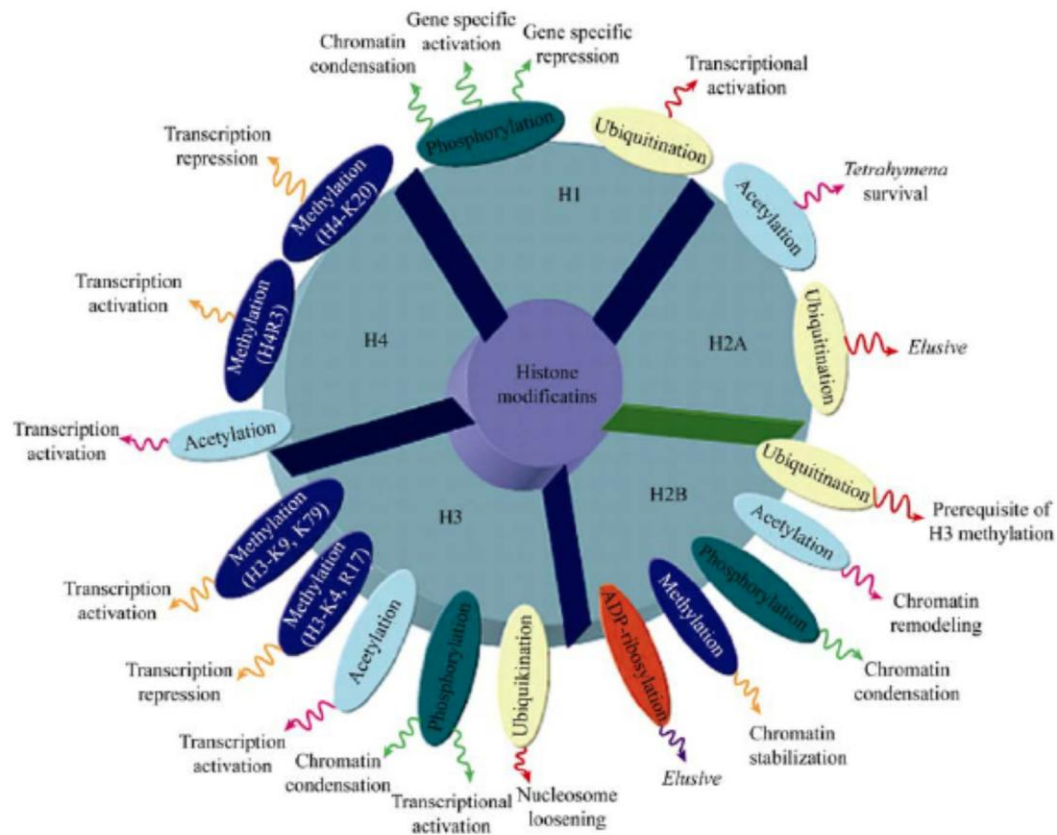 Gene specific
activation
Gene specific
repression
Chromatin
condensation
Phosphorylation
Transcriptional
activation
Ubiquitination
Tetrahymena
survival
Acetylation
Transcription
repression
Methylation
(H4-K20)
H1
Transcription
activation
Methylation
(H4R3)
H4
H2A
Ubiquitination
Elusive
Histone
modificatins
Transcription
activation
Acetylation
H3
H2B
Ubiquitination
Prerequisite of
H3 methylation
Acetylation
Chromatin
remodeling
Phosphorylation
Chromatin
condensation
Methylation
Chromatin
stabilization
ADP-ribosylation
Elusive
Ubiquikination
Nucleosome
loosening
Phosphorylation
Chromatin
condensation
Transcriptional
activation
Acetylation
Transcription
activation
Methylation
(H3-K4, R17)
Transcription
repression
Methylation
(H3-K9, K79)
Transcription
activation